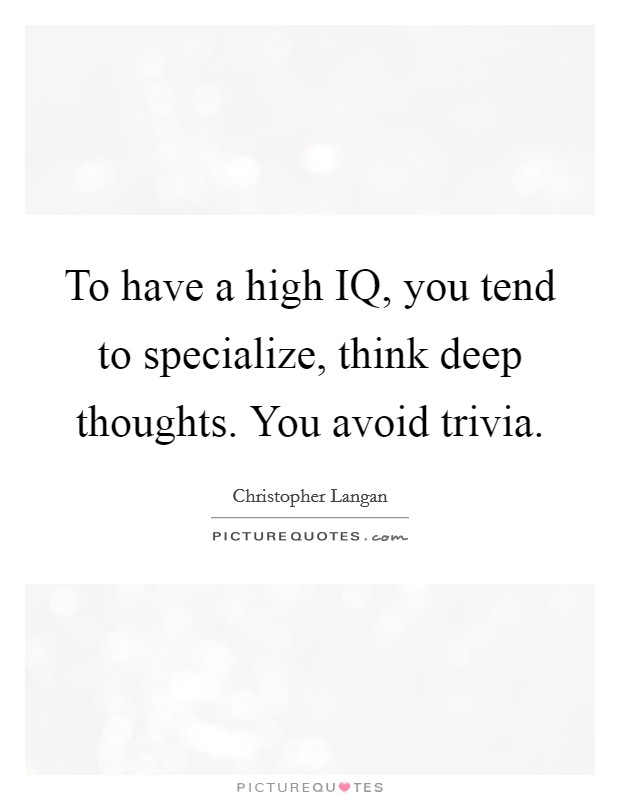 To have a high IQ, you tend
to specialize, think deep
thoughts. You avoid trivia.
Christopher Langan
PICTUREQUOTES.com
PICTUREQUOTES